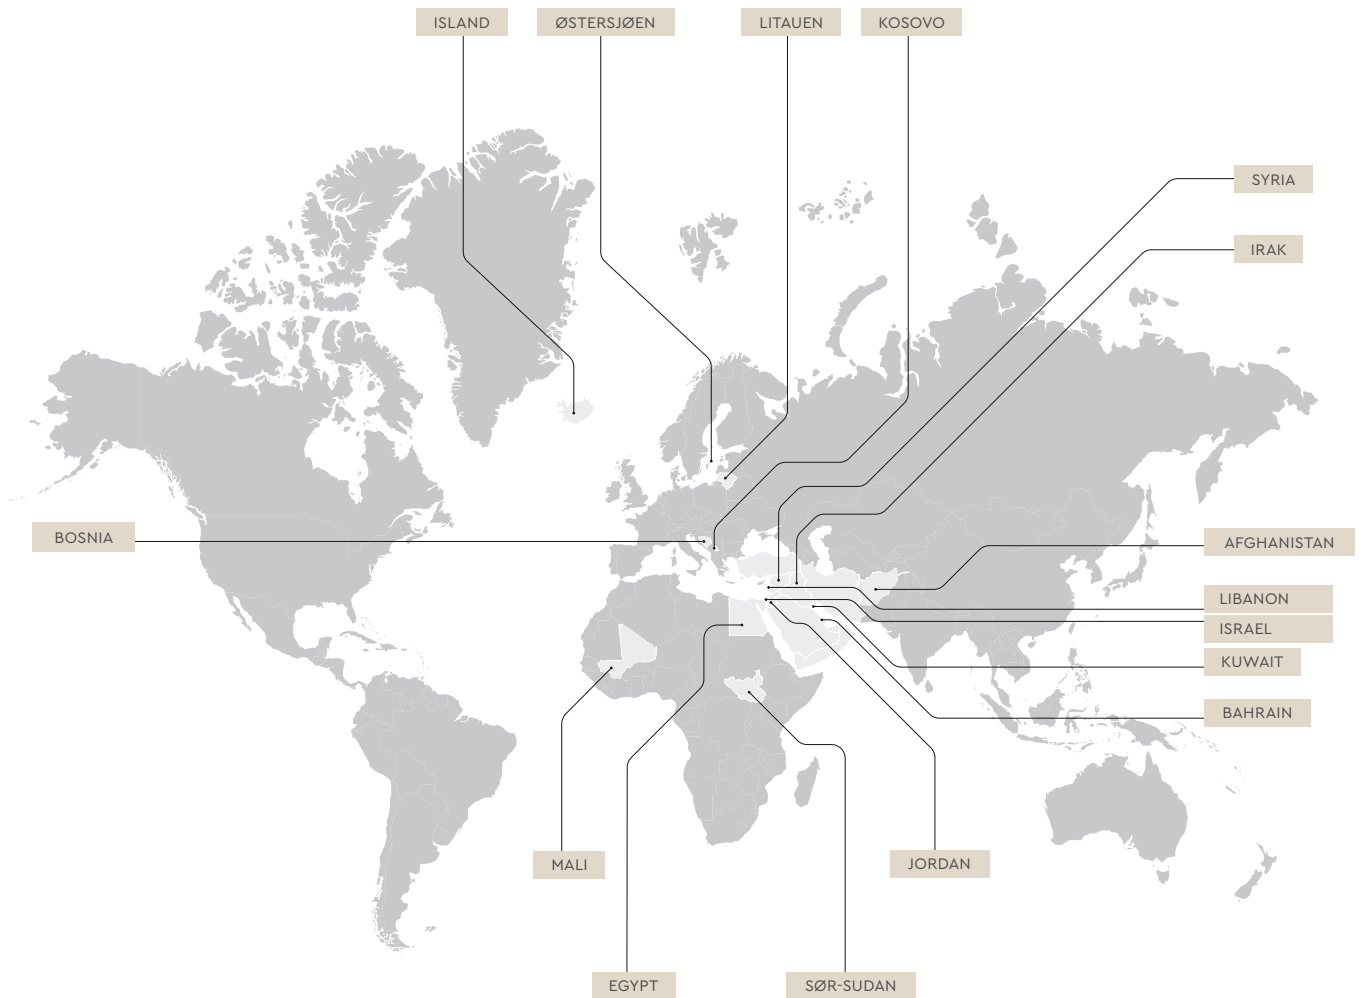 ISLAND
ØSTERSJØEN
LITAUEN
KOSOVO
SYRIA
IRAK
BOSNIA
AFGHANISTAN
LIBANON
ISRAEL
KUWAIT
BAHRAIN
MALI
JORDAN
EGYPT
SØR-SUDAN